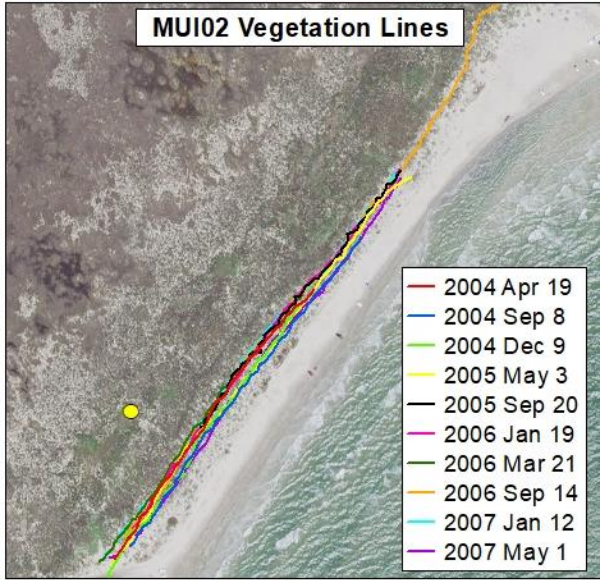 MUI02 Vegetation Lines
2004 Apr 19
2004 Sep 8
2004 Dec 9
2005 May 3
2005 Sep 20
2006 Jan 19
2006 Mar 21
2006 Sep 14
2007 Jan 12
2007 May 1